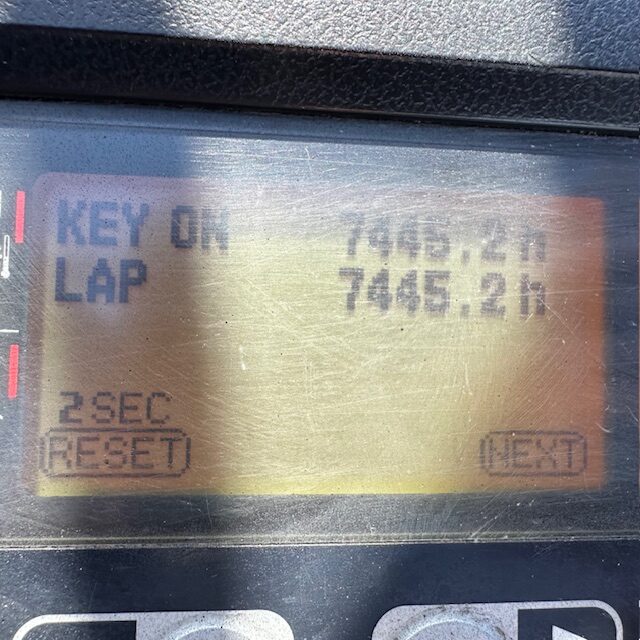 KEY ON 7445.2h
LAP 7445.2h
2SEC
RESET NEXT